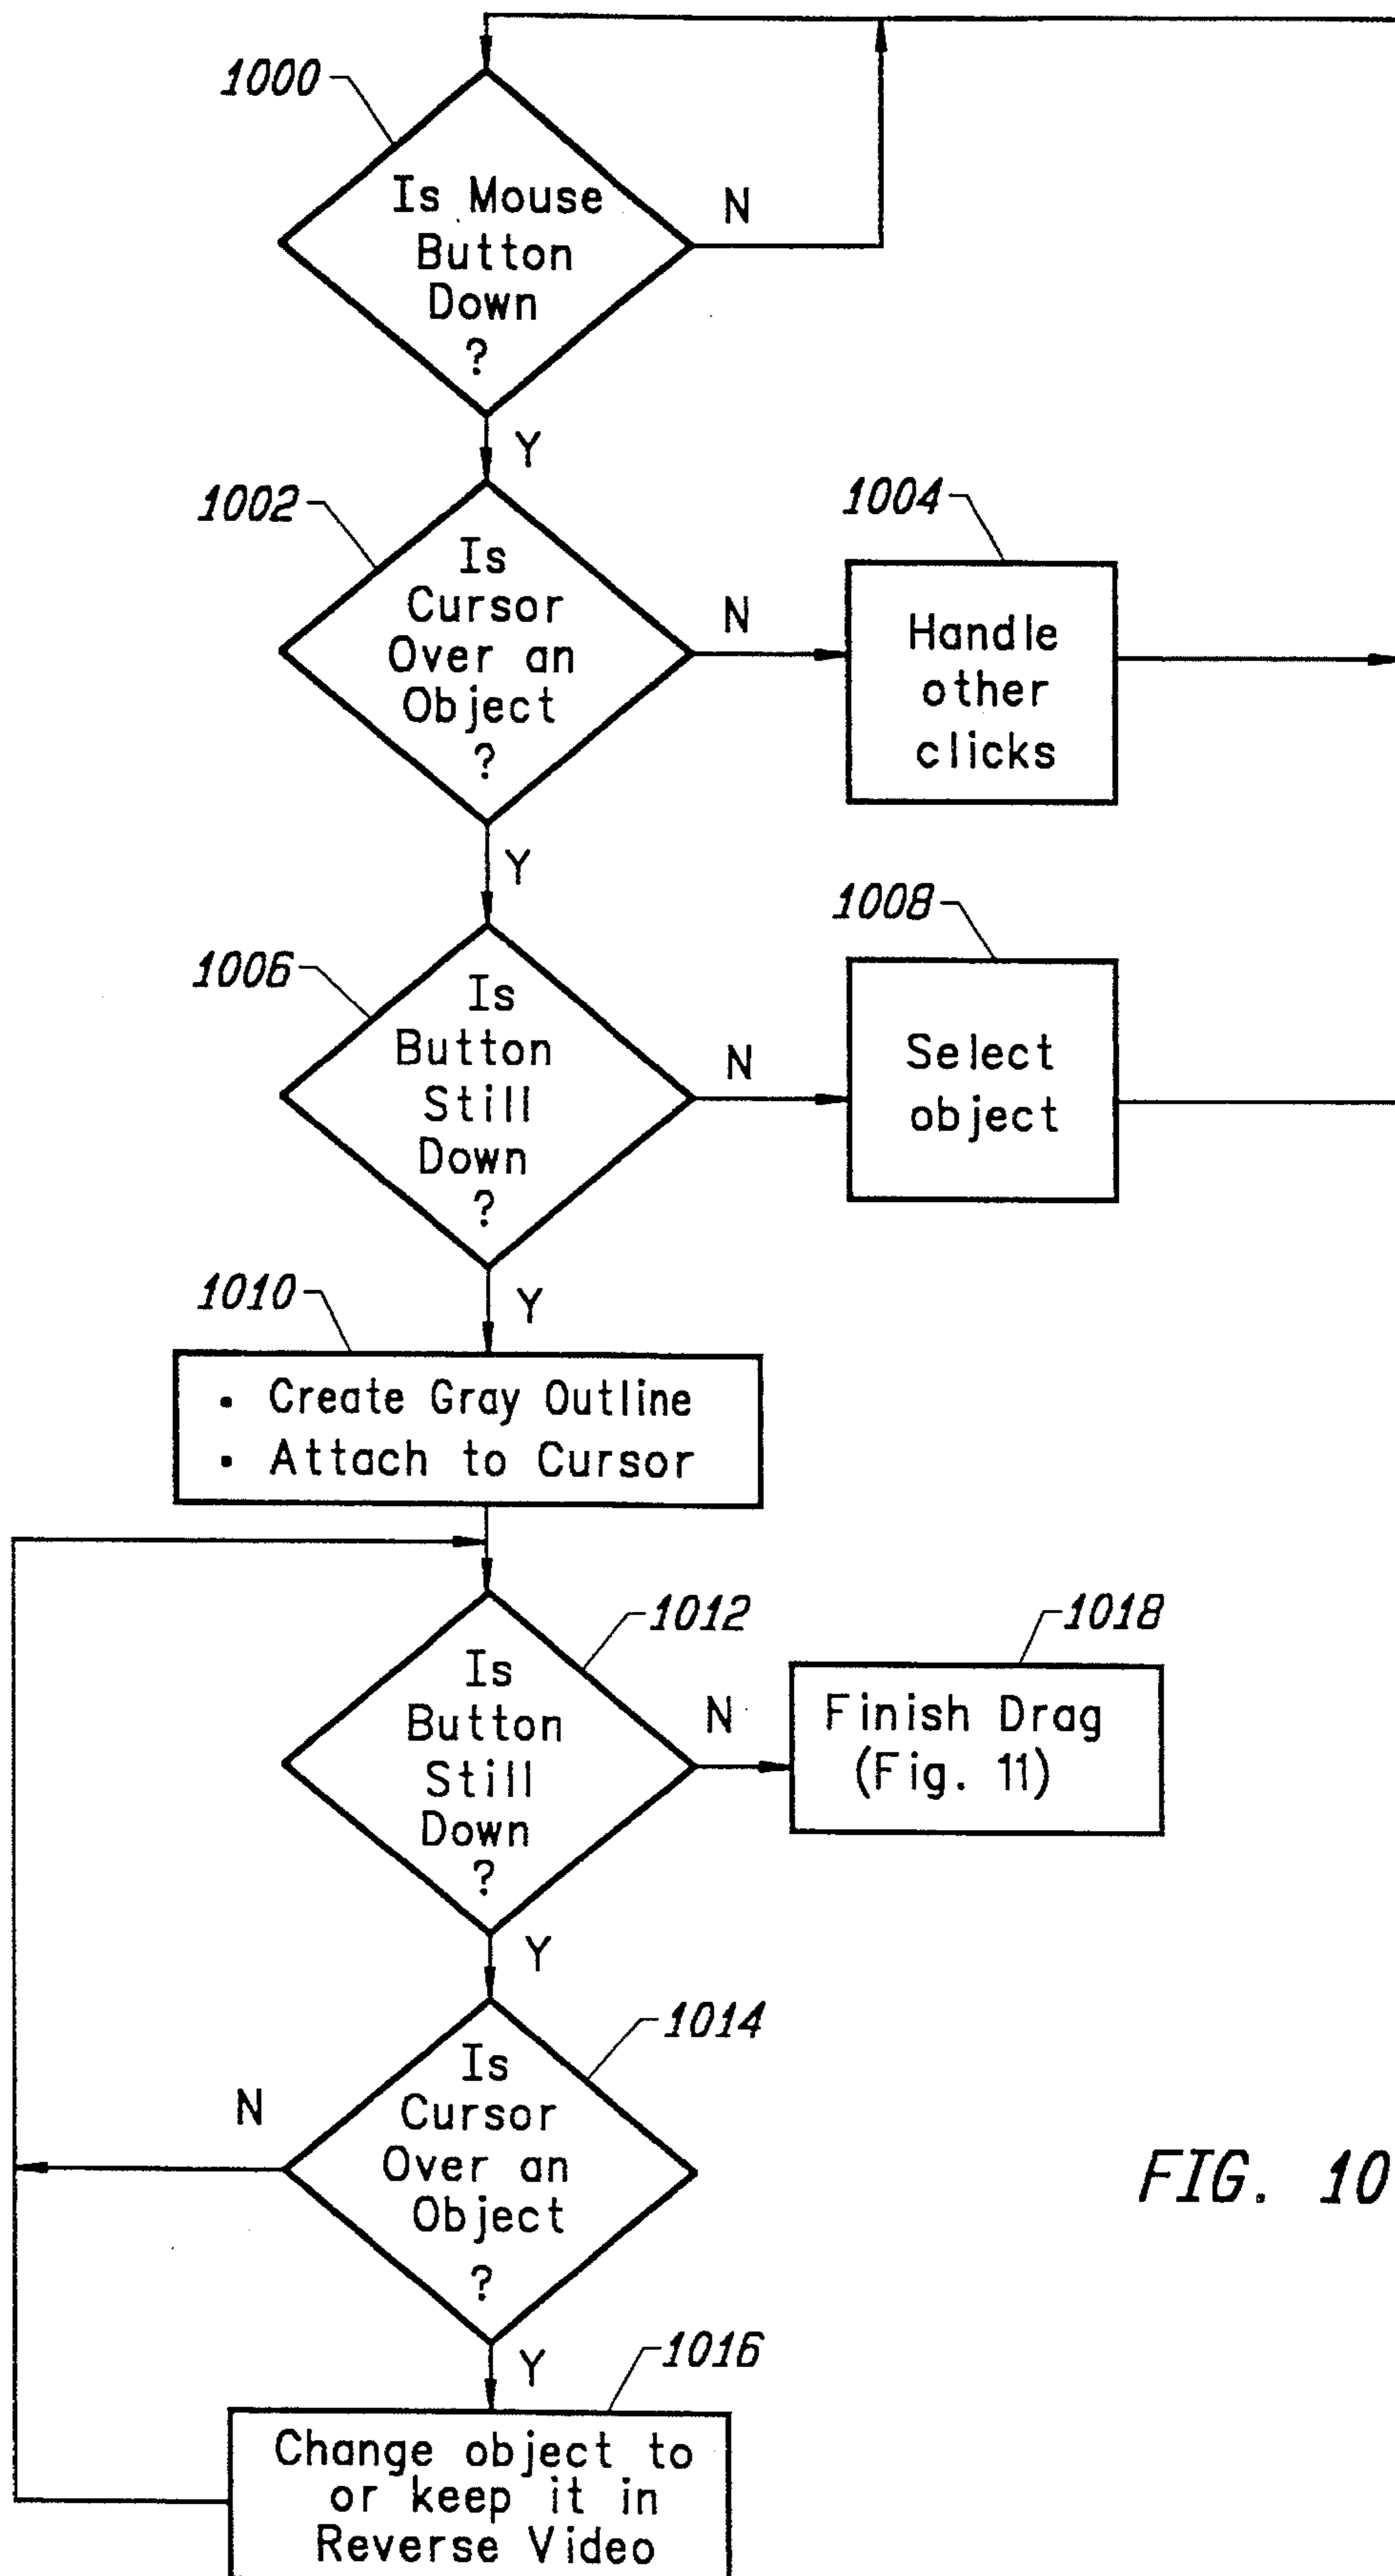 1000
Is Mouse
Button
Down
?
N
Y
1002
Is
Cursor
Over an
Object
?
N
1004
Handle
other
clicks
Y
1006
Is
Button
Still
Down
?
N
1008
Select
object
Y
1010
• Create Gray Outline
• Attach to Cursor
1012
Is
Button
Still
Down
?
N
1018
Finish Drag
(Fig. 11)
Y
1014
Is
Cursor
Over an
Object
?
N
Y
1016
Change object to
or keep it in
Reverse Video
FIG. 10